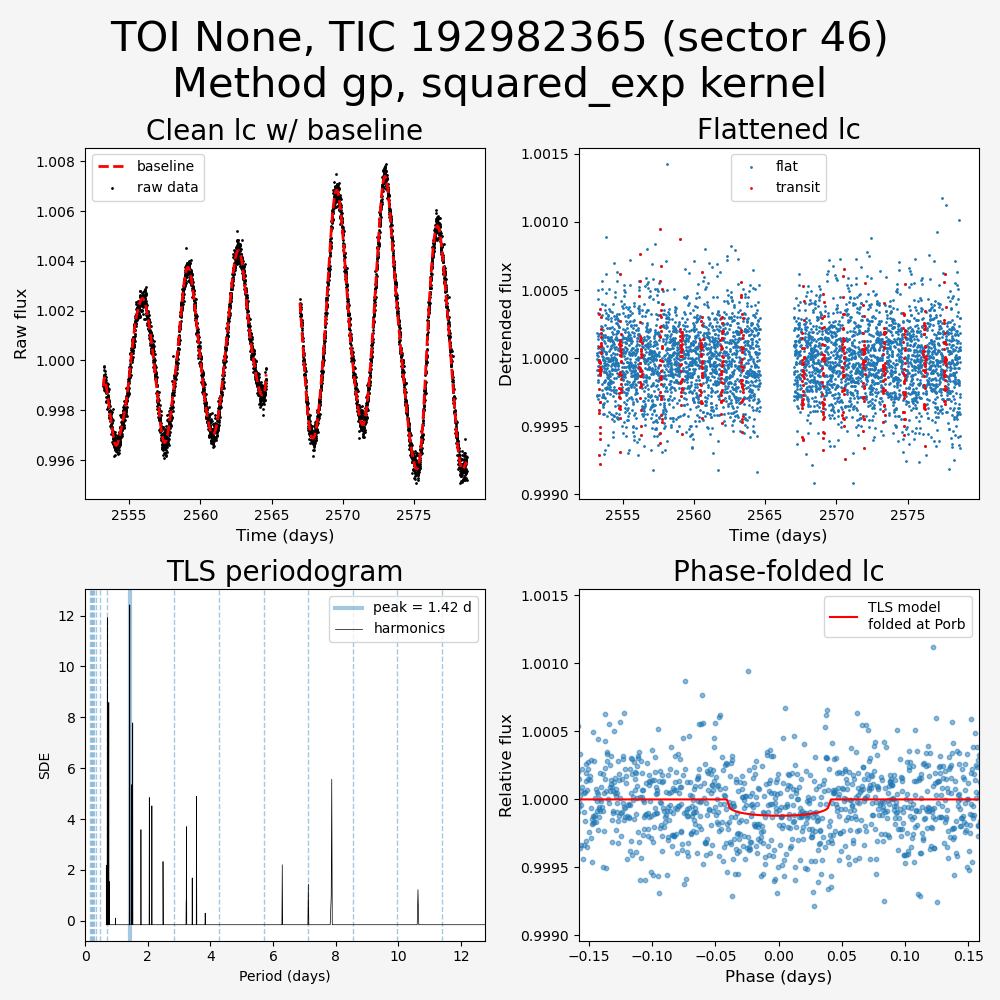 TOI None, TIC 192982365 (sector 46)
Method gp, squared_exp kernel
Clean lc w/ baseline
Raw flux
1.008
1.006
1.004
1.002
1.000
0.998
0.996
baseline
raw data
2555
2560
2565
2570
2575
Time (days)
Flattened lc
Detrended flux
1.0015
1.0010
1.0005
1.0000
0.9995
0.9990
flat
transit
2555
2560
2565
2570
2575
Time (days)
TLS periodogram
SDE
12
10
8
6
4
2
0
peak = 1.42 d
harmonics
0
2
4
6
8
10
12
Period (days)
Phase-folded lc
Relative flux
1.0015
1.0010
1.0005
1.0000
0.9995
0.9990
TLS model
folded at Porb
−0.15
−0.10
−0.05
0.00
0.05
0.10
0.15
Phase (days)